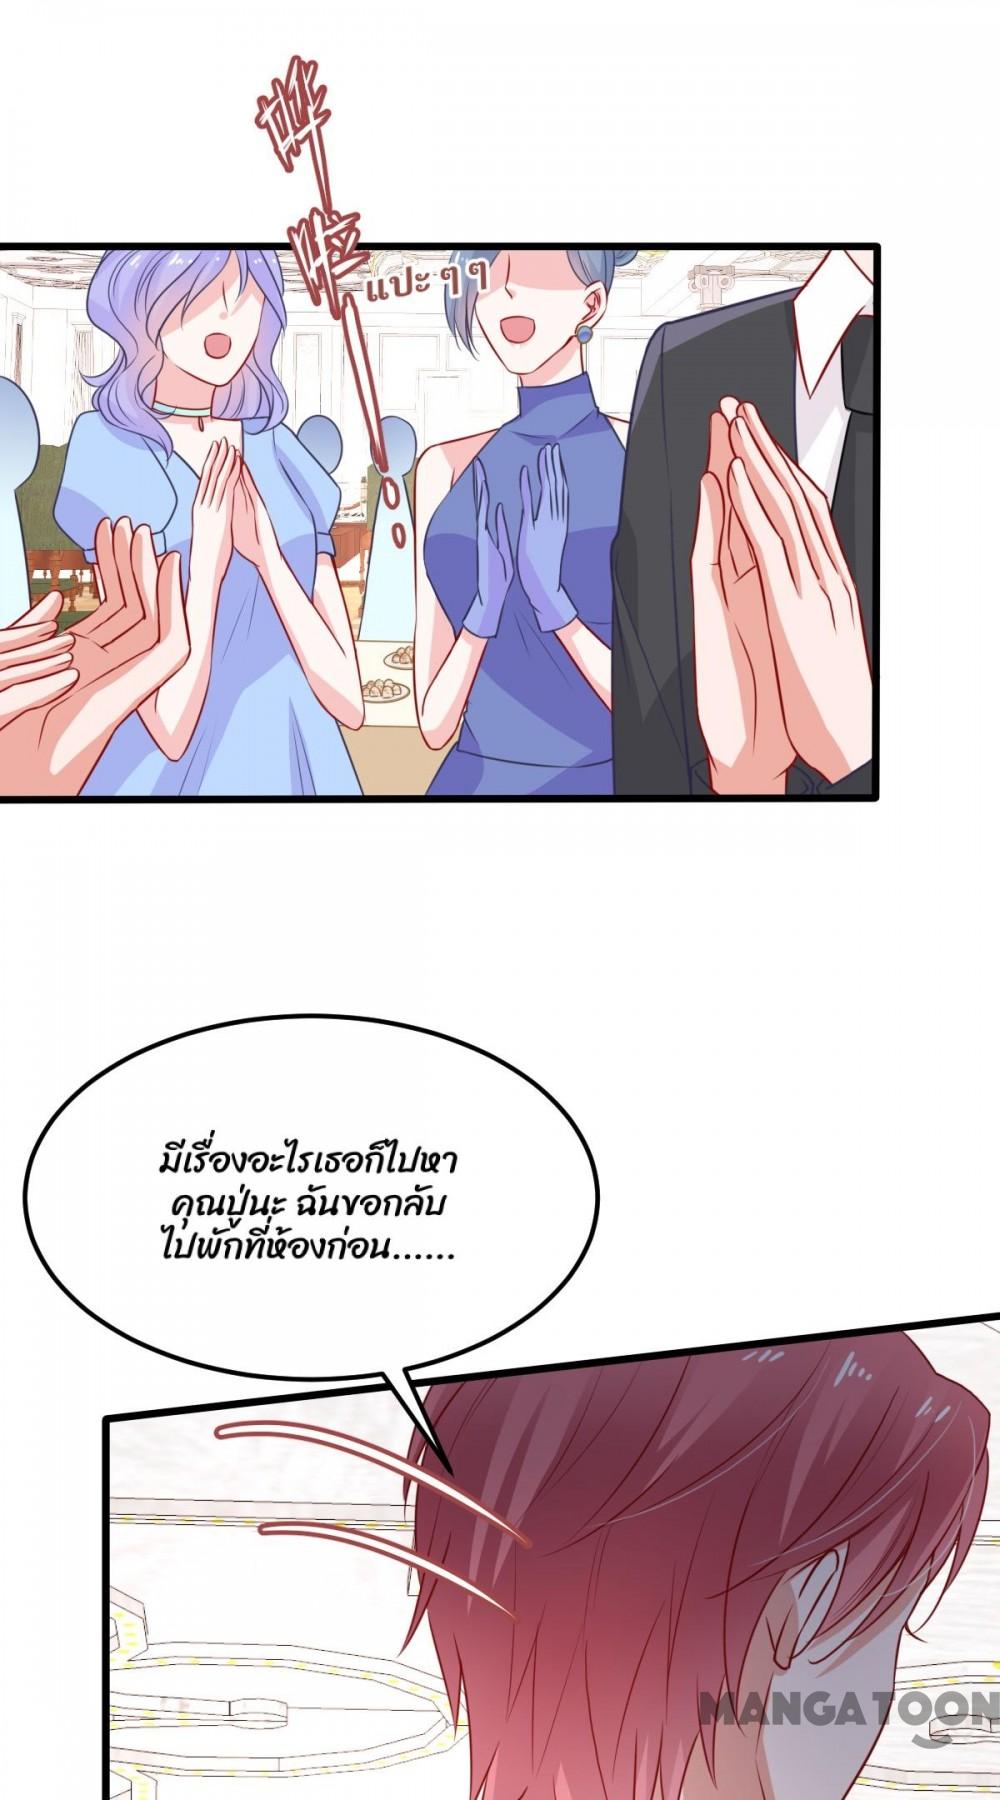 哗
啦
แปะๆๆ
มีเรื่องอะไรเธอก็ไปหา
คุณปู่นะ ฉันขอกลับ
ไปพักที่ห้องก่อน......
MANGATOON